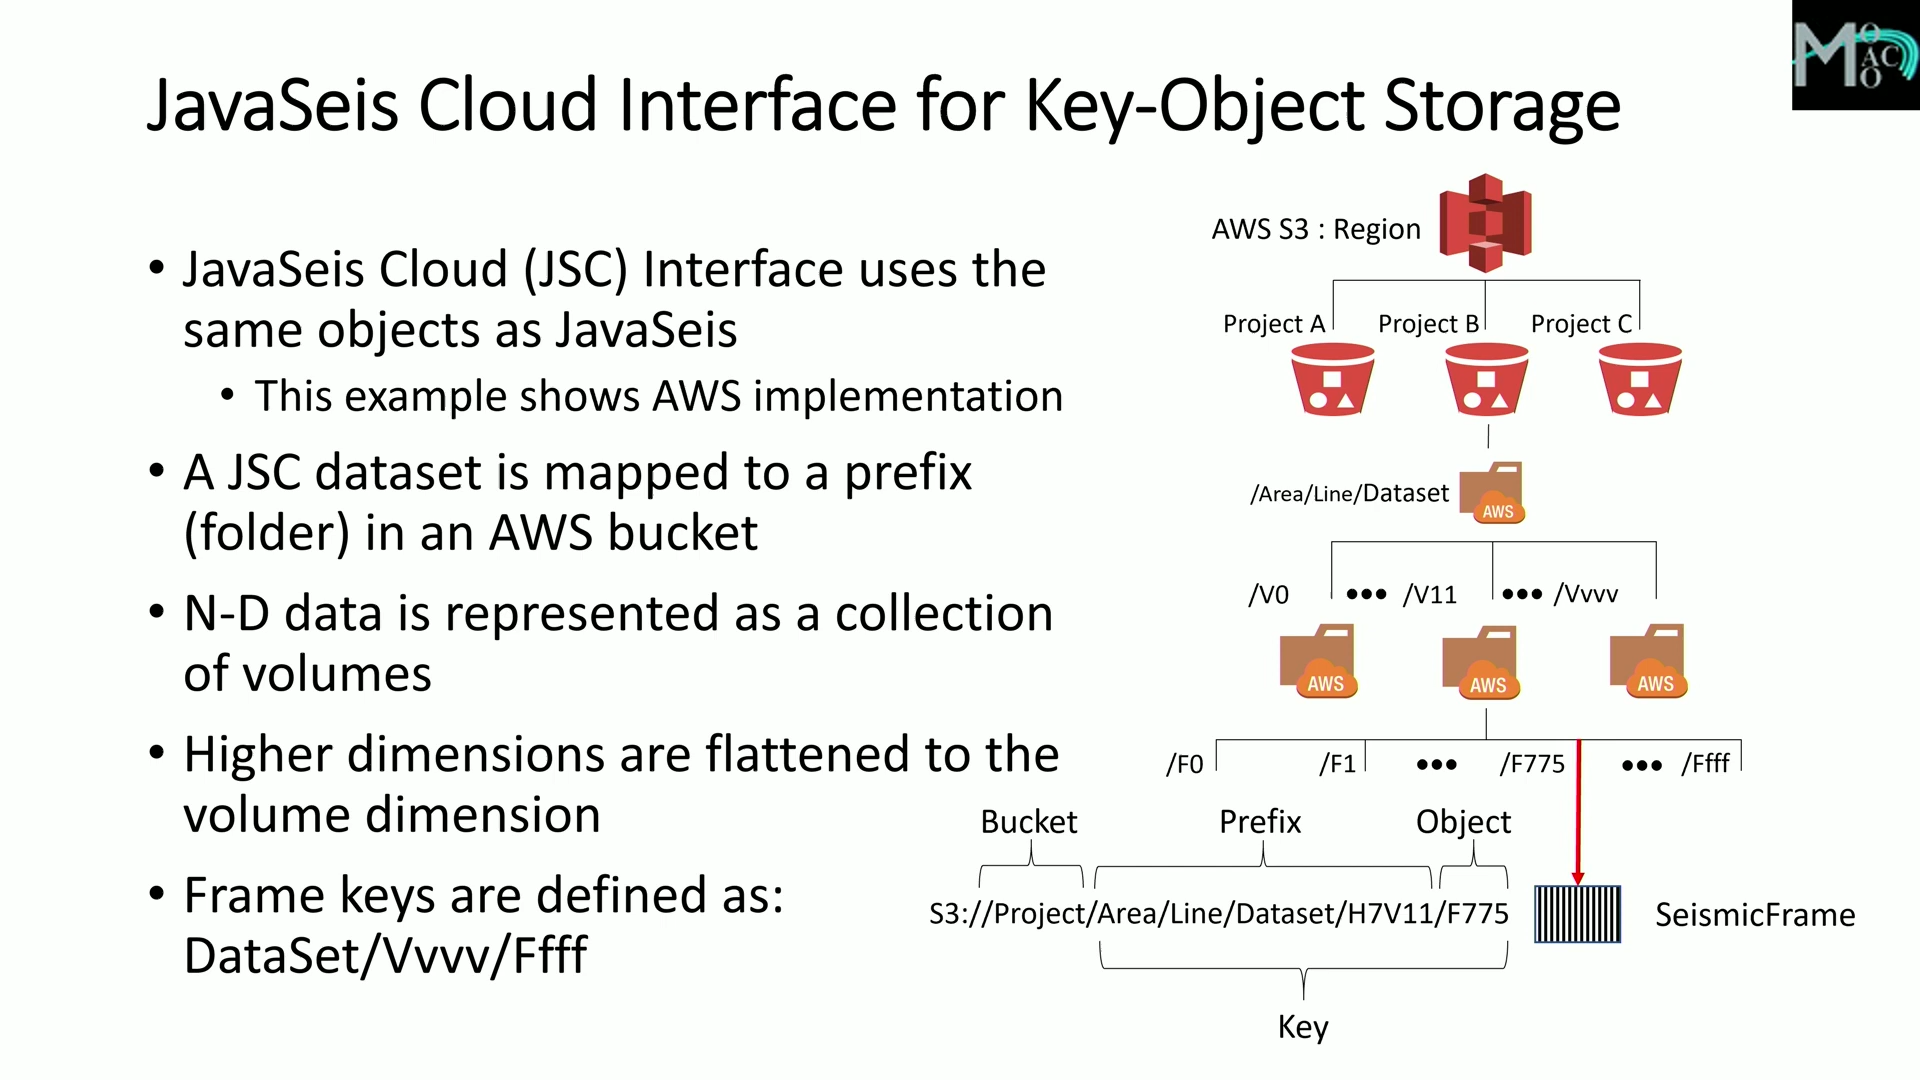 JavaSeis Cloud Interface for Key-Object Storage
MOACO
• JavaSeis Cloud (JSC) Interface uses the
same objects as JavaSeis
• This example shows AWS implementation
• A JSC dataset is mapped to a prefix
(folder) in an AWS bucket
• N-D data is represented as a collection
of volumes
• Higher dimensions are flattened to the
volume dimension
• Frame keys are defined as:
DataSet/Vvvv/Ffff
AWS S3 : Region
Project A Project B Project C
/Area/Line/Dataset
AWS
/V0 ••• /V11 ••• /Vvvv
AWS AWS AWS
/F0 /F1 ••• /F775 ••• /Ffff
Bucket Prefix Object
S3://Project/Area/Line/Dataset/H7V11/F775
SeismicFrame
Key